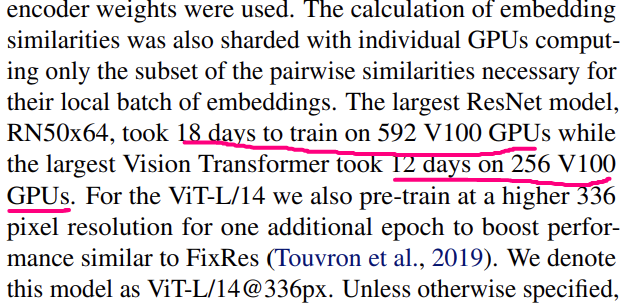 encoder weights were used. The calculation of embedding
similarities was also sharded with individual GPUs comput-
ing only the subset of the pairwise similarities necessary for
their local batch of embeddings. The largest ResNet model,
RN50x64, took 18 days to train on 592 V100 GPUs while
the largest Vision Transformer took 12 days on 256 V100
GPUs. For the ViT-L/14 we also pre-train at a higher 336
pixel resolution for one additional epoch to boost perfor-
mance similar to FixRes (Touvron et al., 2019). We denote
this model as ViT-L/14@336px. Unless otherwise specified,